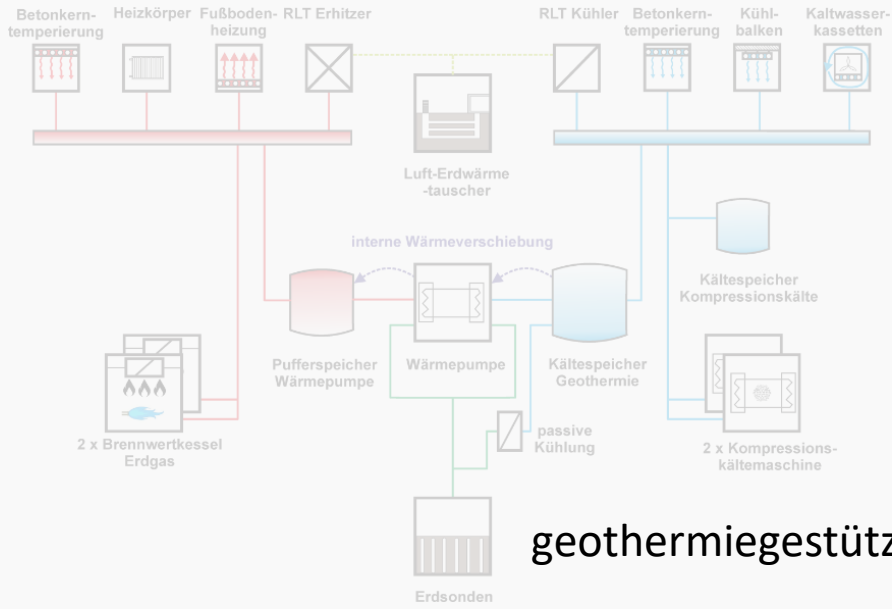 Betonkern-
temperierung
Heizkörper
Fußboden-
heizung
RLT Erhitzer
RLT Kühler
Betonkern-
temperierung
Kühl-
balken
Kaltwasser-
kassetten
Luft-Erdwärme
-tauscher
interne Wärmeverschiebung
Kältespeicher
Kompressionskälte
Pufferspeicher
Wärmepumpe
Wärmepumpe
Kältespeicher
Geothermie
2 x Brennwertkessel
Erdgas
passive
Kühlung
2 x Kompressions-
kältemaschine
geothermiegestütz
Erdsonden